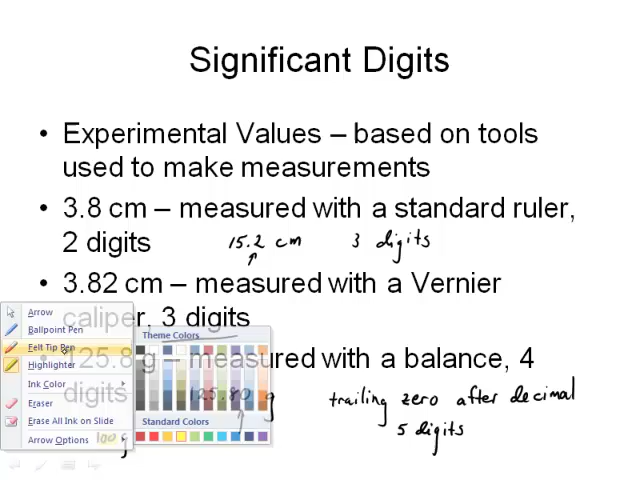 Significant Digits
• Experimental Values – based on tools
used to make measurements
• 3.8 cm – measured with a standard ruler,
2 digits 15.2 cm 3 digits
• 3.82 cm – measured with a Vernier
caliper, 3 digits
125.8 g – measured with a balance, 4
digits 125.80 g trailing zero after decimal
5 digits
100 g
Arrow
Ballpoint Pen
Felt Tip Pen
Highlighter
Ink Color
Eraser
Erase All Ink on Slide
Arrow Options
Theme Colors
Standard Colors